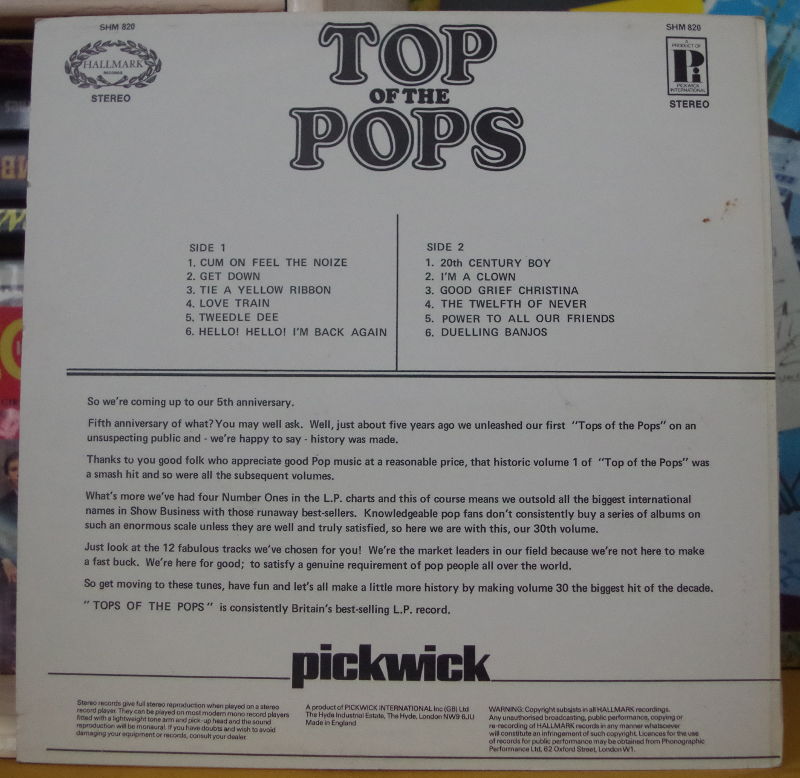 SHM 820
HALLMARK
RECORDS
STEREO
TOP
OF THE
POPS
SHM 820
A
PRODUCT OF
Pi
PICKWICK
INTERNATIONAL
STEREO
SIDE 1
1. CUM ON FEEL THE NOIZE
2. GET DOWN
3. TIE A YELLOW RIBBON
4. LOVE TRAIN
5. TWEEDLE DEE
6. HELLO! HELLO! I'M BACK AGAIN
SIDE 2
1. 20th CENTURY BOY
2. I'M A CLOWN
3. GOOD GRIEF CHRISTINA
4. THE TWELFTH OF NEVER
5. POWER TO ALL OUR FRIENDS
6. DUELLING BANJOS
So we're coming up to our 5th anniversary.
Fifth anniversary of what? You may well ask. Well, just about five years ago we unleashed our first "Tops of the Pops" on an
unsuspecting public and - we're happy to say - history was made.
Thanks to you good folk who appreciate good Pop music at a reasonable price, that historic volume 1 of "Top of the Pops" was
a smash hit and so were all the subsequent volumes.
What's more we've had four Number Ones in the L.P. charts and this of course means we outsold all the biggest international
names in Show Business with those runaway best-sellers. Knowledgeable pop fans don't consistently buy a series of albums on
such an enormous scale unless they are well and truly satisfied, so here we are with this, our 30th volume.
Just look at the 12 fabulous tracks we've chosen for you! We're the market leaders in our field because we're not here to make
a fast buck. We're here for good; to satisfy a genuine requirement of pop people all over the world.
So get moving to these tunes, have fun and let's all make a little more history by making volume 30 the biggest hit of the decade.
"TOPS OF THE POPS" is consistently Britain's best-selling L.P. record.
pickwick
Stereo records give full stereo reproduction when played on a stereo
record player. They can be played on most modern mono record players
fitted with a lightweight tone arm and pick-up head and the sound
reproduction will be monaural. If you have doubts and wish to avoid
damaging your equipment or records, consult your dealer.
A product of PICKWICK INTERNATIONAL Inc (GB) Ltd
The Hyde Industrial Estate, The Hyde, London NW9 6JU
Made in England
WARNING: Copyright subsists in all HALLMARK recordings.
Any unauthorised broadcasting, public performance, copying or
re-recording of HALLMARK records in any manner whatsoever
will constitute an infringement of such copyright. Licences for the use
of records for public performance may be obtained from Phonographic
Performance Ltd, 62 Oxford Street, London W1.